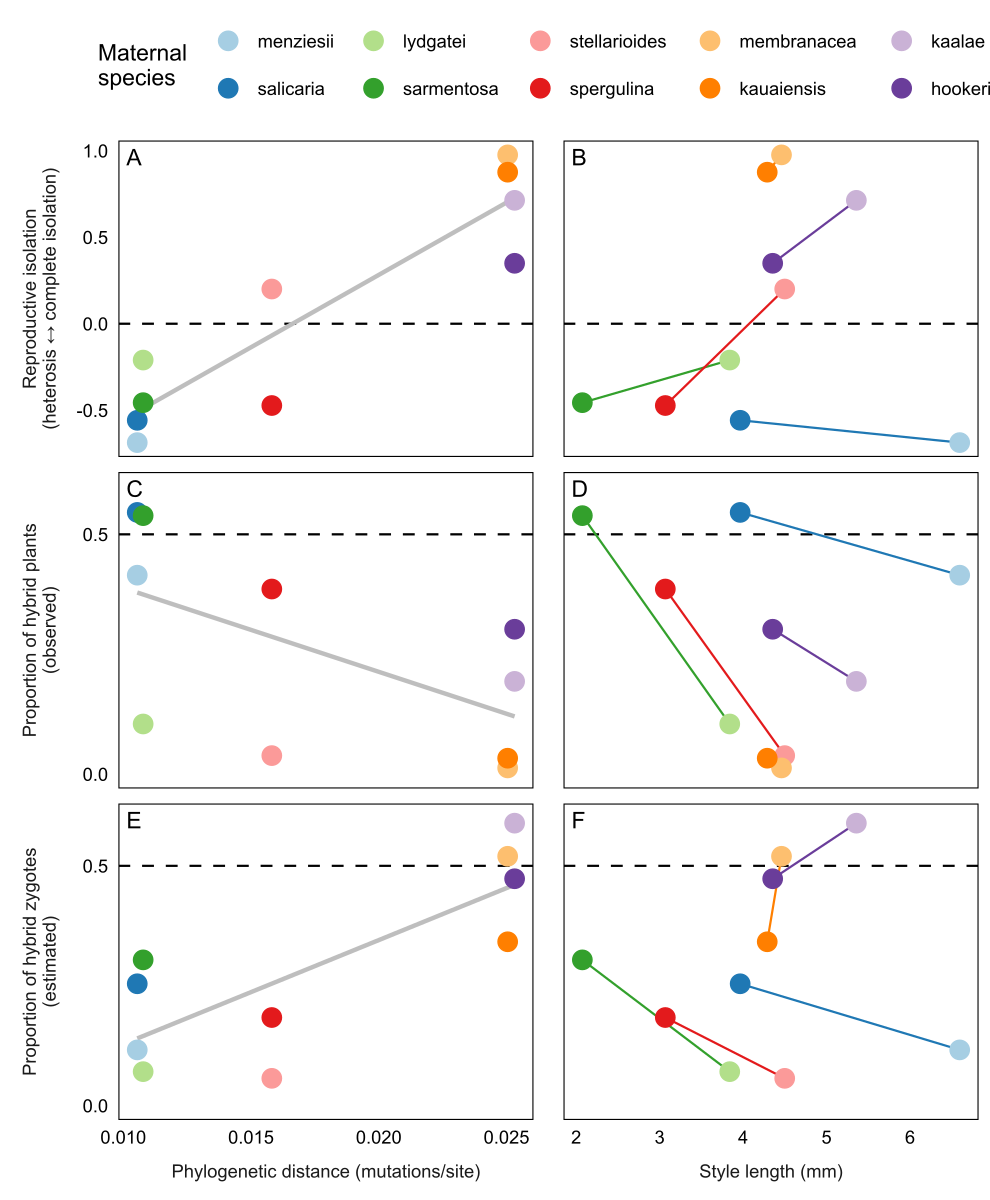 Maternal
species
menziesii
lydgatei
stellarioides
membranacea
kaalae
salicaria
sarmentosa
spergulina
kauaiensis
hookeri
Reproductive isolation
(heterosis ↔ complete isolation)
1.0
0.5
0.0
-0.5
A
B
Proportion of hybrid plants
(observed)
0.5
0.0
C
D
Proportion of hybrid zygotes
(estimated)
0.5
0.0
E
F
0.010
0.015
0.020
0.025
2
3
4
5
6
Phylogenetic distance (mutations/site)
Style length (mm)